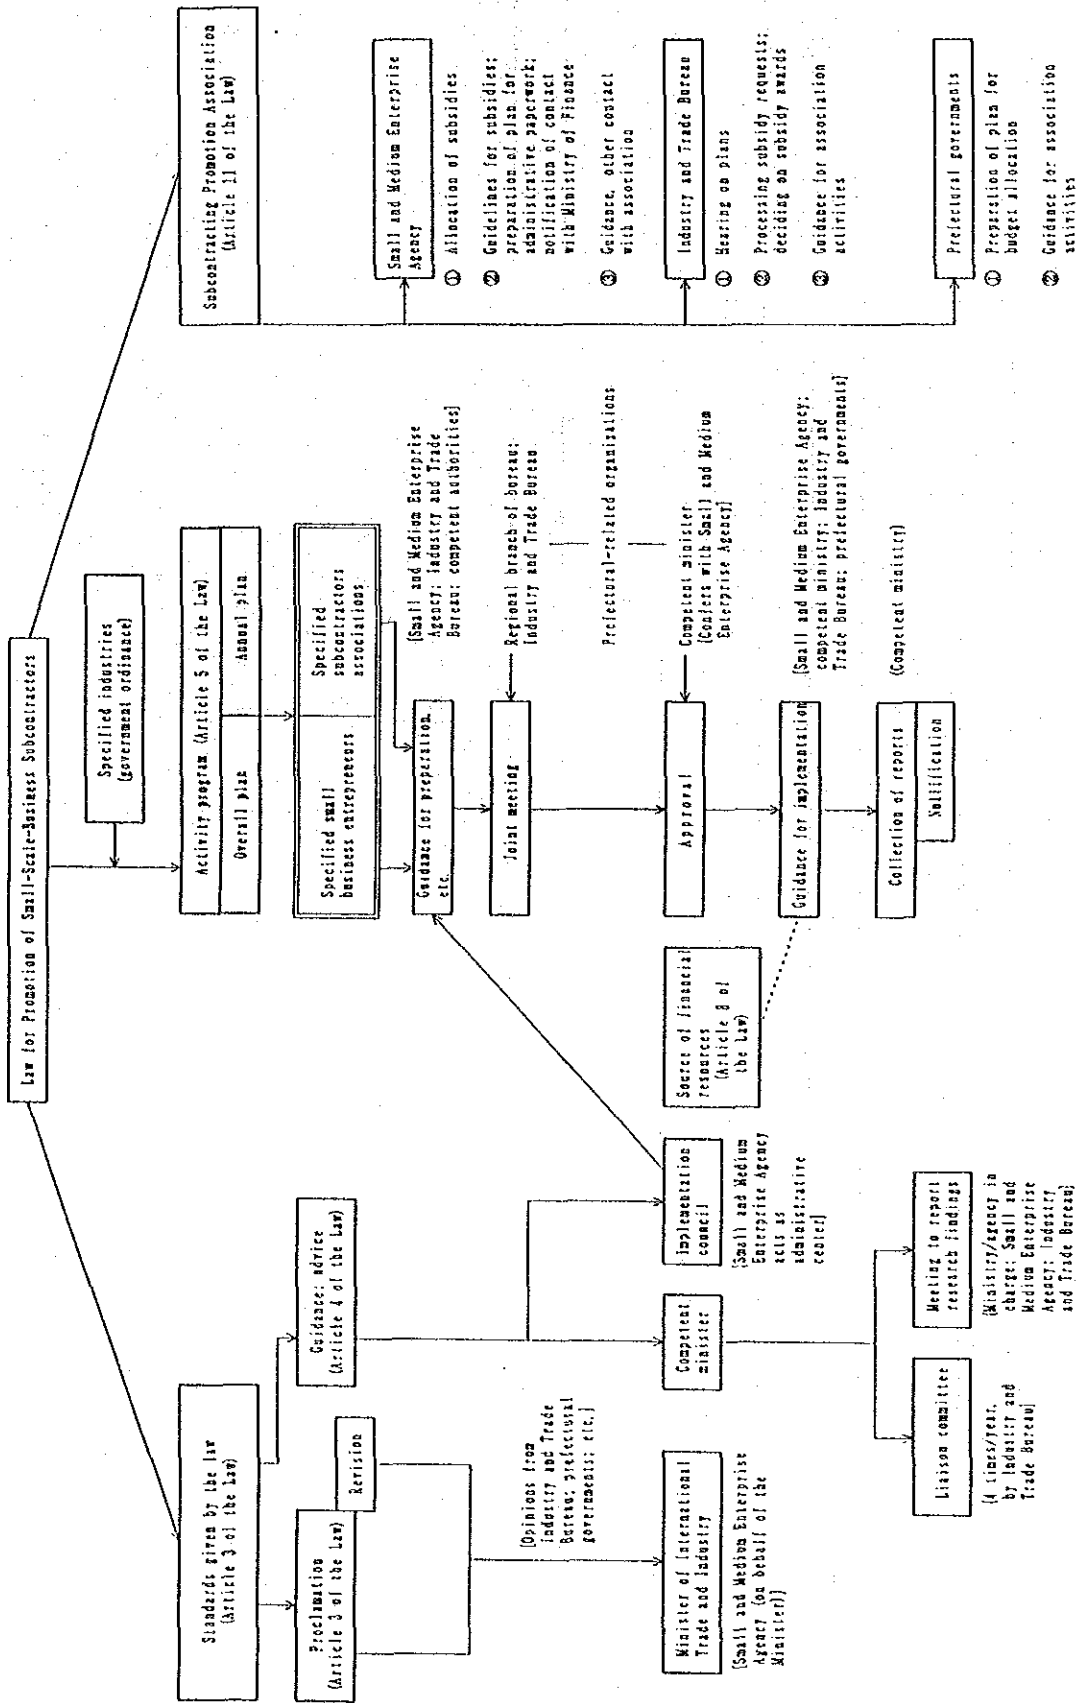 Law for Promotion of Small-Scale-Business Subcontractors
Standards given by the law
(Article 3 of the Law)
Proclamation
(Article 3 of the Law)
Revision
Guidance; advice
(Article 4 of the Law)
[Opinions from
Industry and Trade
Bureau; prefectural
governments; etc.]
Minister of International
Trade and Industry
[Small and Medium Enterprise
Agency (on behalf of the
Minister)]
Competent
minister
Implementation
council
[Small and Medium
Enterprise Agency
acts as
administrative
center]
Liaison committee
(4 times/year,
by Industry and
Trade Bureau)
Meeting to report
research findings
(Ministry/agency in
charge; Small and
Medium Enterprise
Agency; Industry
and Trade Bureau)
Specified industries
(government ordinance)
Activity program (Article 5 of the Law)
Overall plan
Annual plan
Specified small
business entrepreneurs
Specified
subcontractors
associations
Guidance for preparation,
etc.
[Small and Medium Enterprise
Agency; Industry and Trade
Bureau; competent authorities]
Joint meeting
Regional branch of bureau;
Industry and Trade Bureau
Prefectural-related organisations
Approval
Competent minister
[Confers with Small and Medium
Enterprise Agency]
Source of financial
resources
(Article 8 of
the Law)
Guidance for implementation
[Small and Medium Enterprise Agency;
competent ministry; Industry and
Trade Bureau; prefectural governments]
Collection of reports
Nullification
(Competent ministry)
Subcontracting Promotion Association
(Article 11 of the Law)
Small and Medium Enterprise
Agency
① Allocation of subsidies
② Guidelines for subsidies;
preparation of plan for
administrative paperwork;
notification of contact
with Ministry of Finance
③ Guidance, other contact
with association
Industry and Trade Bureau
① Hearing on plans
② Processing subsidy requests;
deciding on subsidy awards
③ Guidance for association
activities
Prefectural governments
① Preparation of plan for
budget allocation
② Guidance for association
activities